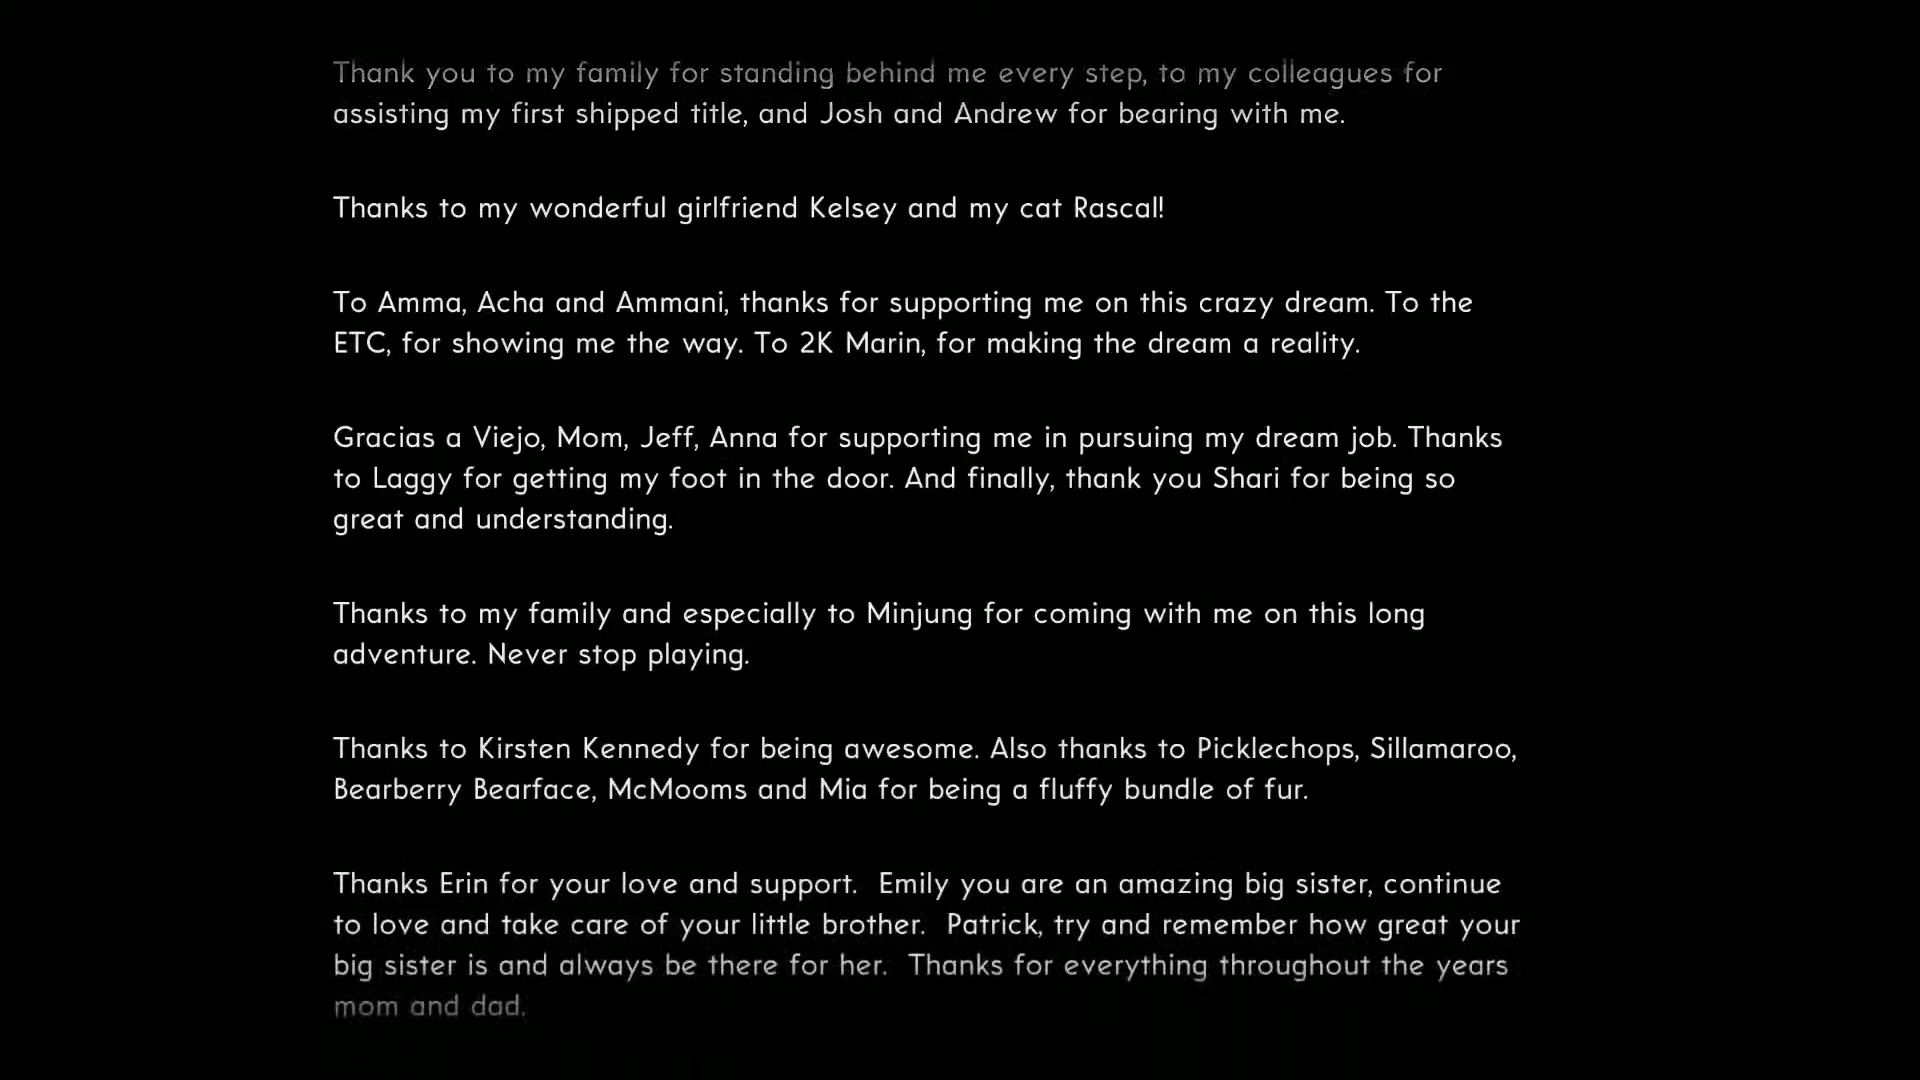 Thank you to my family for standing behind me every step, to my colleagues for
assisting my first shipped title, and Josh and Andrew for bearing with me.
Thanks to my wonderful girlfriend Kelsey and my cat Rascal!
To Amma, Acha and Ammani, thanks for supporting me on this crazy dream. To the
ETC, for showing me the way. To 2K Marin, for making the dream a reality.
Gracias a Viejo, Mom, Jeff, Anna for supporting me in pursuing my dream job. Thanks
to Laggy for getting my foot in the door. And finally, thank you Shari for being so
great and understanding.
Thanks to my family and especially to Minjung for coming with me on this long
adventure. Never stop playing.
Thanks to Kirsten Kennedy for being awesome. Also thanks to Picklechops, Sillamaroo,
Bearberry Bearface, McMooms and Mia for being a fluffy bundle of fur.
Thanks Erin for your love and support.  Emily you are an amazing big sister, continue
to love and take care of your little brother.  Patrick, try and remember how great your
big sister is and always be there for her.  Thanks for everything throughout the years
mom and dad.